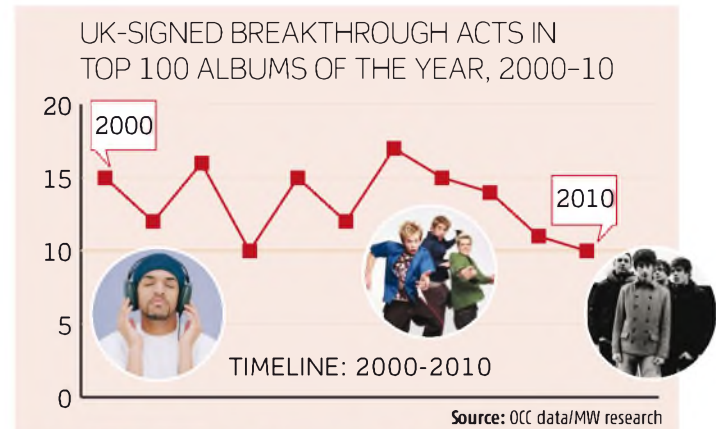 UK-SIGNED BREAKTHROUGH ACTS IN
TOP 100 ALBUMS OF THE YEAR, 2000–10
20
2000
15
2010
10
5
TIMELINE: 2000-2010
0
Source: OCC data/MW research